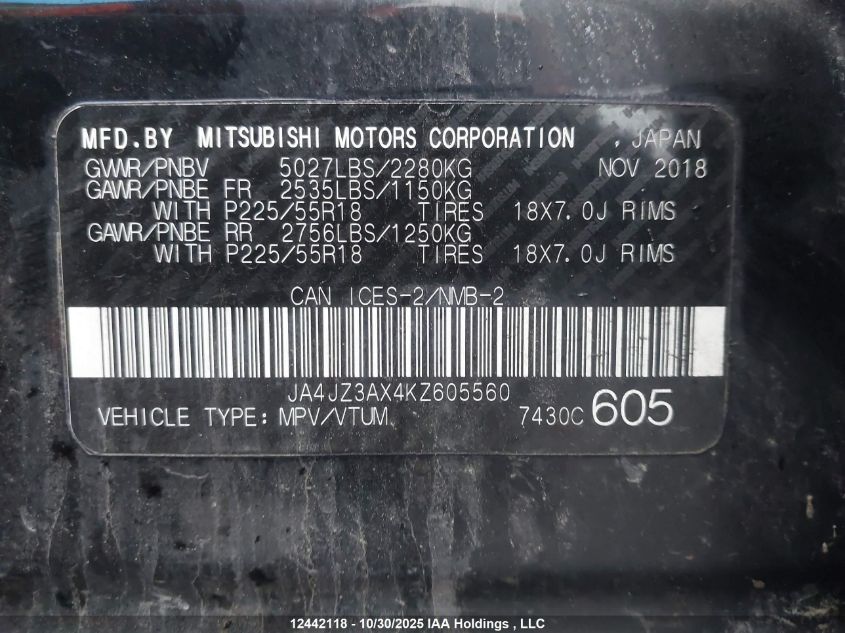 MFD.BY MITSUBISHI MOTORS CORPORATION , JAPAN
GVWR/PNBV 5027LBS/2280KG NOV 2018
GAWR/PNBE FR 2535LBS/1150KG
WITH P225/55R18 TIRES 18X7.0J RIMS
GAWR/PNBE RR 2756LBS/1250KG
WITH P225/55R18 TIRES 18X7.0J RIMS
CAN ICES-2/NMB-2
JA4JZ3AX4KZ605560
VEHICLE TYPE: MPV/VTUM 7430C 605
12442118 - 10/30/2025 IAA Holdings , LLC